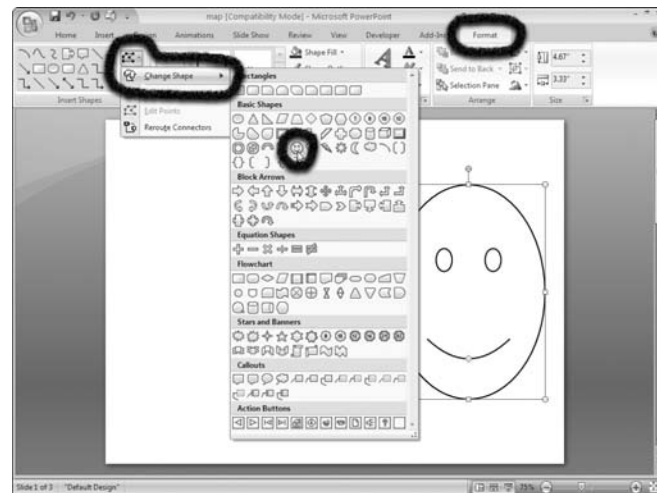 map [Compatibility Mode] - Microsoft PowerPoint
Home Insert Design Animations Slide Show Review View Developer Add-Ins Format
Shape Fill
Change Shape
Send to Back
Selection Pane
4.67"
3.33"
Edit Points
Reroute Connectors
Insert Shapes
Arrange
Size
Rectangles
Basic Shapes
Block Arrows
Equation Shapes
Flowchart
Stars and Banners
Callouts
Action Buttons
Slide 1 of 3 "Default Design" 75%